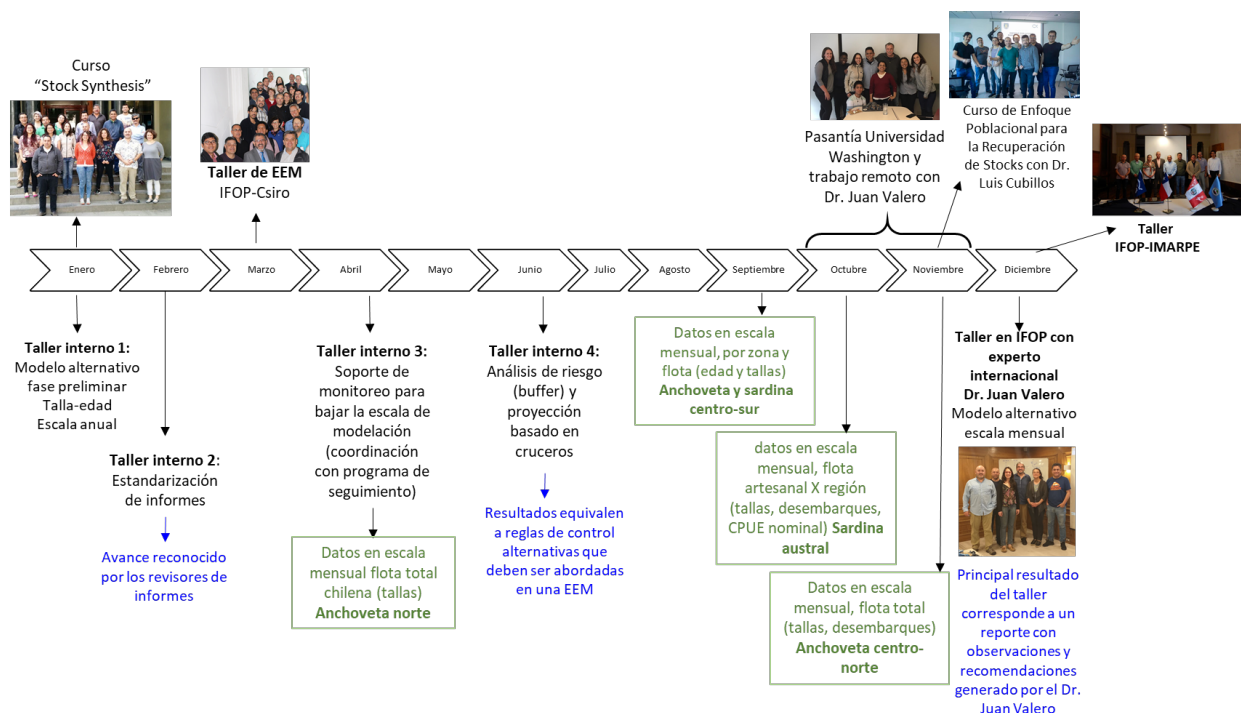 Curso
“Stock Synthesis”
Taller de EEM
IFOP-Csiro
Pasantía Universidad
Washington y
trabajo remoto con
Dr. Juan Valero
Curso de Enfoque
Poblacional para
la Recuperación
de Stocks con Dr.
Luis Cubillos
Taller
IFOP-IMARPE
Enero
Febrero
Marzo
Abril
Mayo
Junio
Julio
Agosto
Septiembre
Octubre
Noviembre
Diciembre
Taller interno 1:
Modelo alternativo
fase preliminar
Talla-edad
Escala anual
Taller interno 2:
Estandarización
de informes
Avance reconocido
por los revisores de
informes
Taller interno 3:
Soporte de
monitoreo para
bajar la escala de
modelación
(coordinación
con programa de
seguimiento)
Datos en escala
mensual flota total
chilena (tallas)
Anchoveta norte
Taller interno 4:
Análisis de riesgo
(buffer) y
proyección
basado en
cruceros
Resultados equivalen
a reglas de control
alternativas que
deben ser abordadas
en una EEM
Datos en escala
mensual, por zona y
flota (edad y tallas)
Anchoveta y sardina
centro-sur
datos en escala
mensual, flota
artesanal X región
(tallas, desembarques,
CPUE nominal) Sardina
austral
Datos en escala
mensual, flota total
(tallas, desembarques)
Anchoveta centro-
norte
Taller en IFOP con
experto
internacional
Dr. Juan Valero
Modelo alternativo
escala mensual
Principal resultado
del taller
corresponde a un
reporte con
observaciones y
recomendaciones
generado por el Dr.
Juan Valero